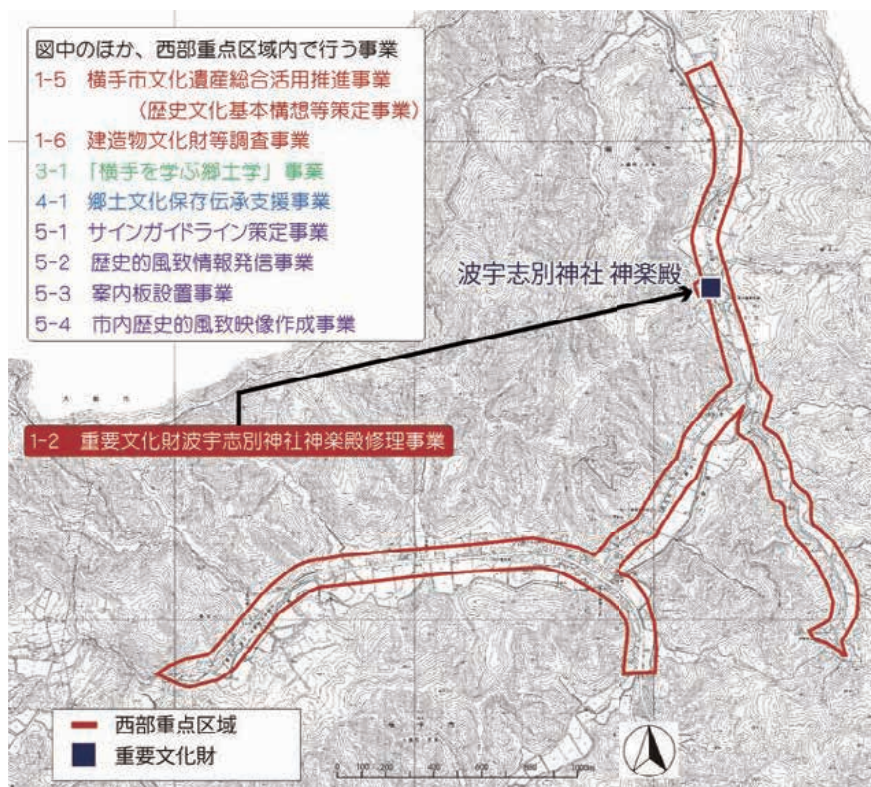 図中のほか、西部重点区域内で行う事業
1-5 横手市文化遺産総合活用推進事業
（歴史文化基本構想等策定事業）
1-6 建造物文化財等調査事業
3-1 「横手を学ぶ郷土学」事業
4-1 郷土文化保存伝承支援事業
5-1 サインガイドライン策定事業
5-2 歴史的風致情報発信事業
5-3 案内板設置事業
5-4 市内歴史的風致映像作成事業
波宇志別神社 神楽殿
1-2 重要文化財波宇志別神社神楽殿修理事業
西部重点区域
重要文化財
0 200 400 600 800 1000m